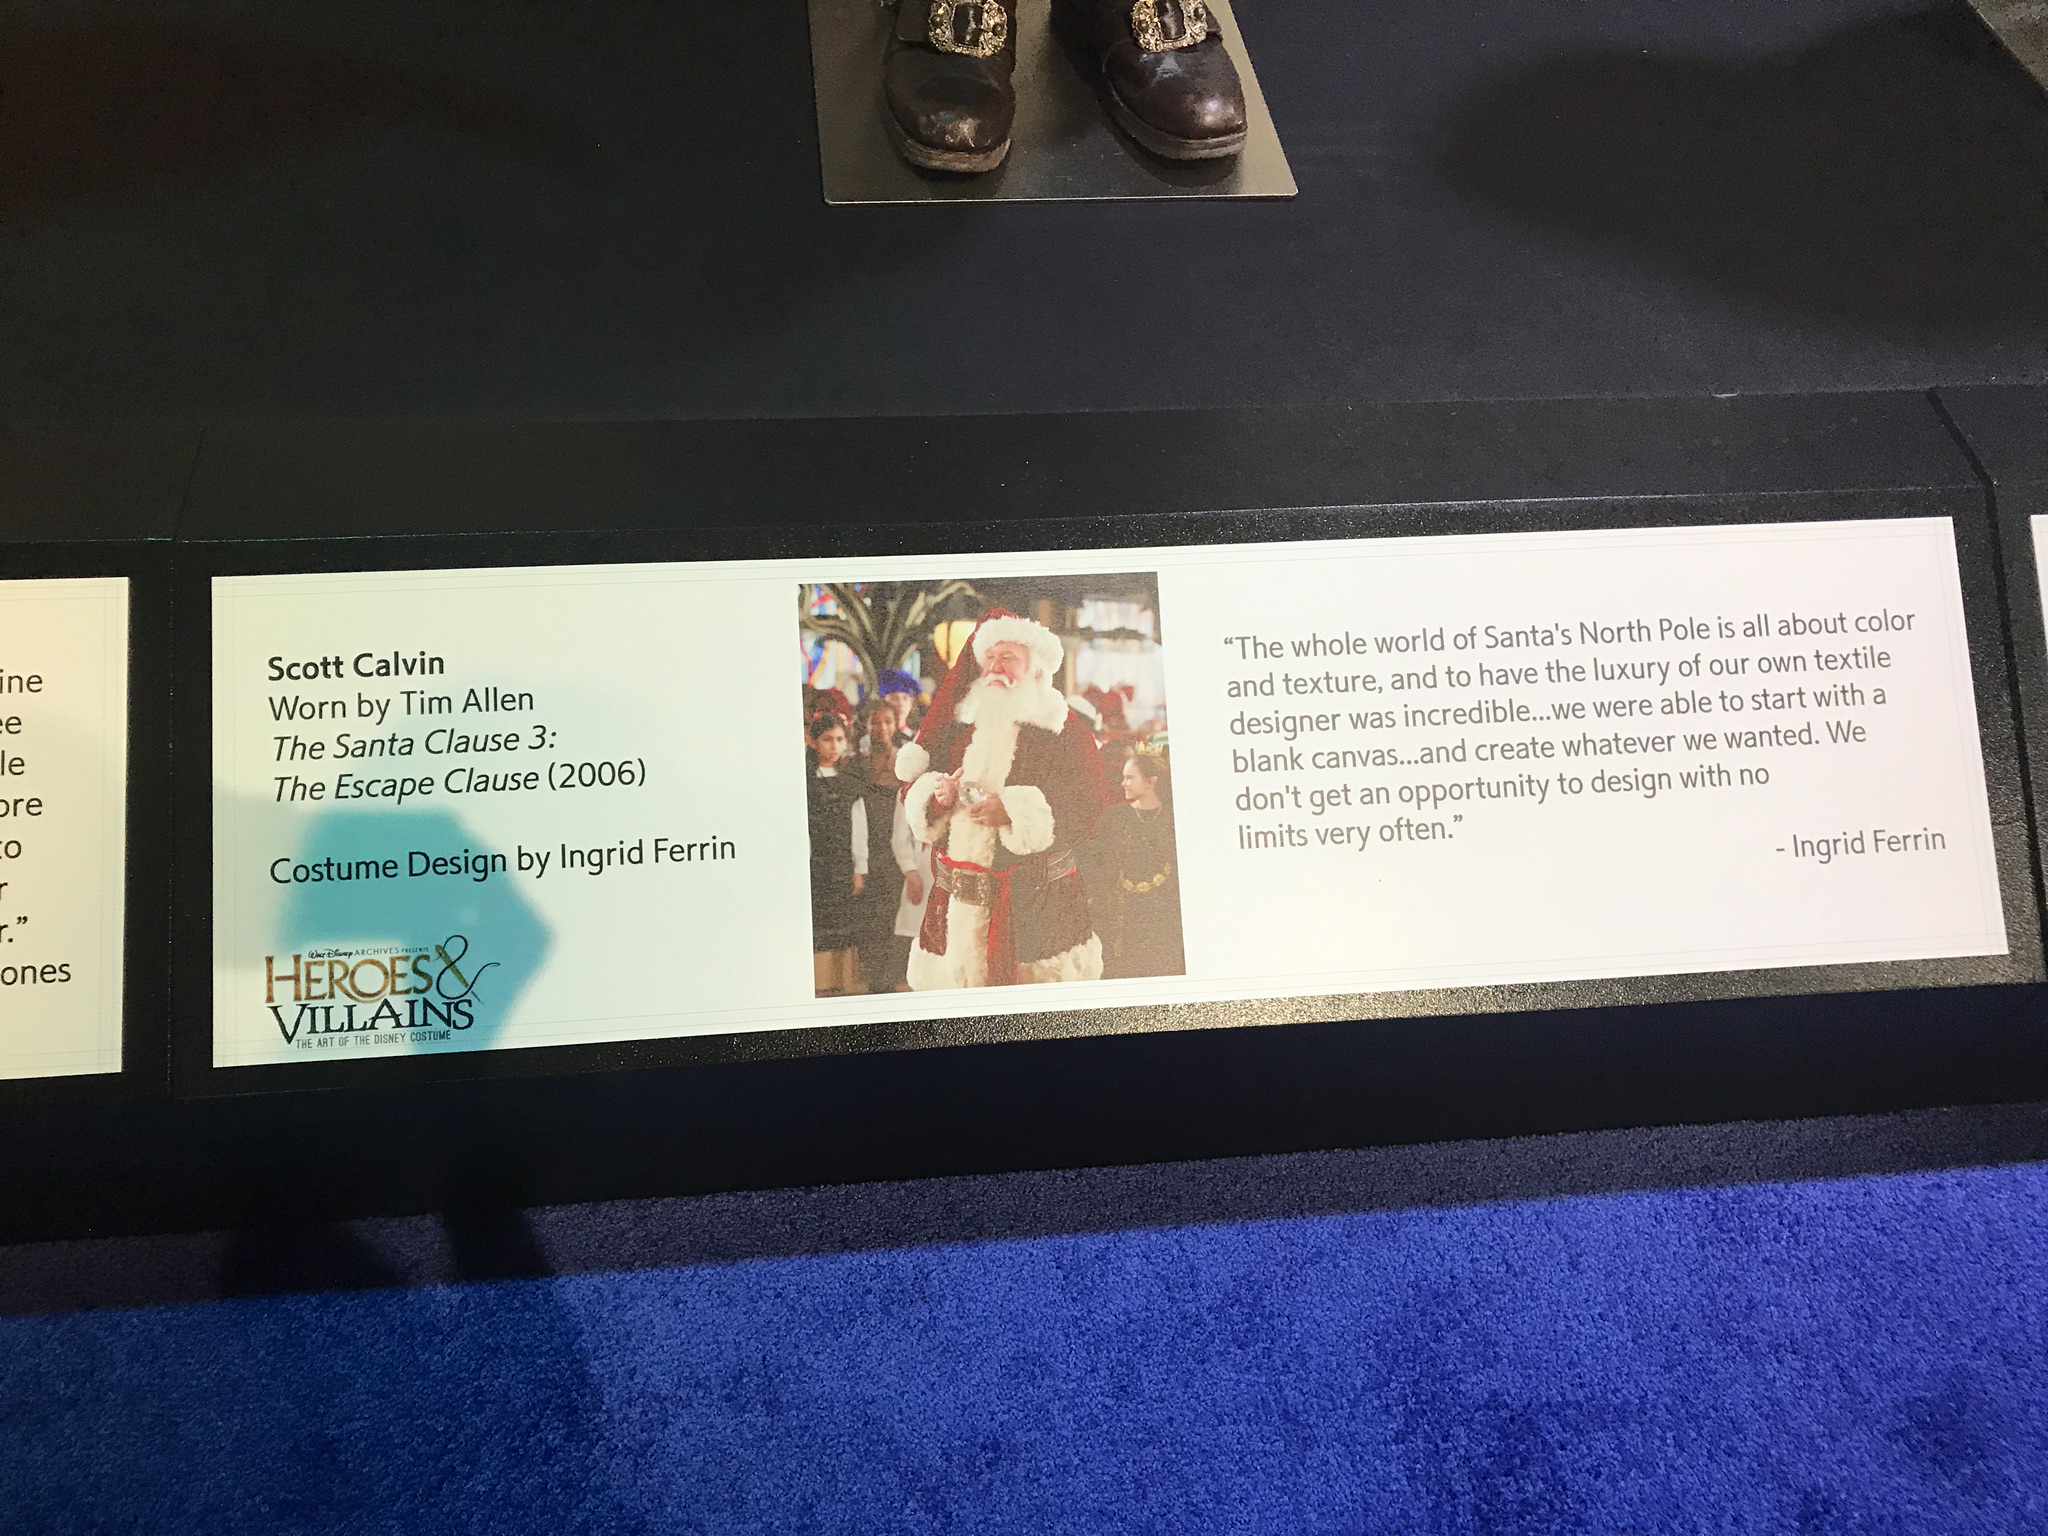 ine
ee
le
ore
to
r
r.”
ones
Scott Calvin
Worn by Tim Allen
The Santa Clause 3:
The Escape Clause (2006)
Costume Design by Ingrid Ferrin
Walt Disney ARCHIVES PRESENTS
HEROES &
VILLAINS
THE ART OF THE DISNEY COSTUME
“The whole world of Santa's North Pole is all about color
and texture, and to have the luxury of our own textile
designer was incredible...we were able to start with a
blank canvas...and create whatever we wanted. We
don't get an opportunity to design with no
limits very often.”
- Ingrid Ferrin